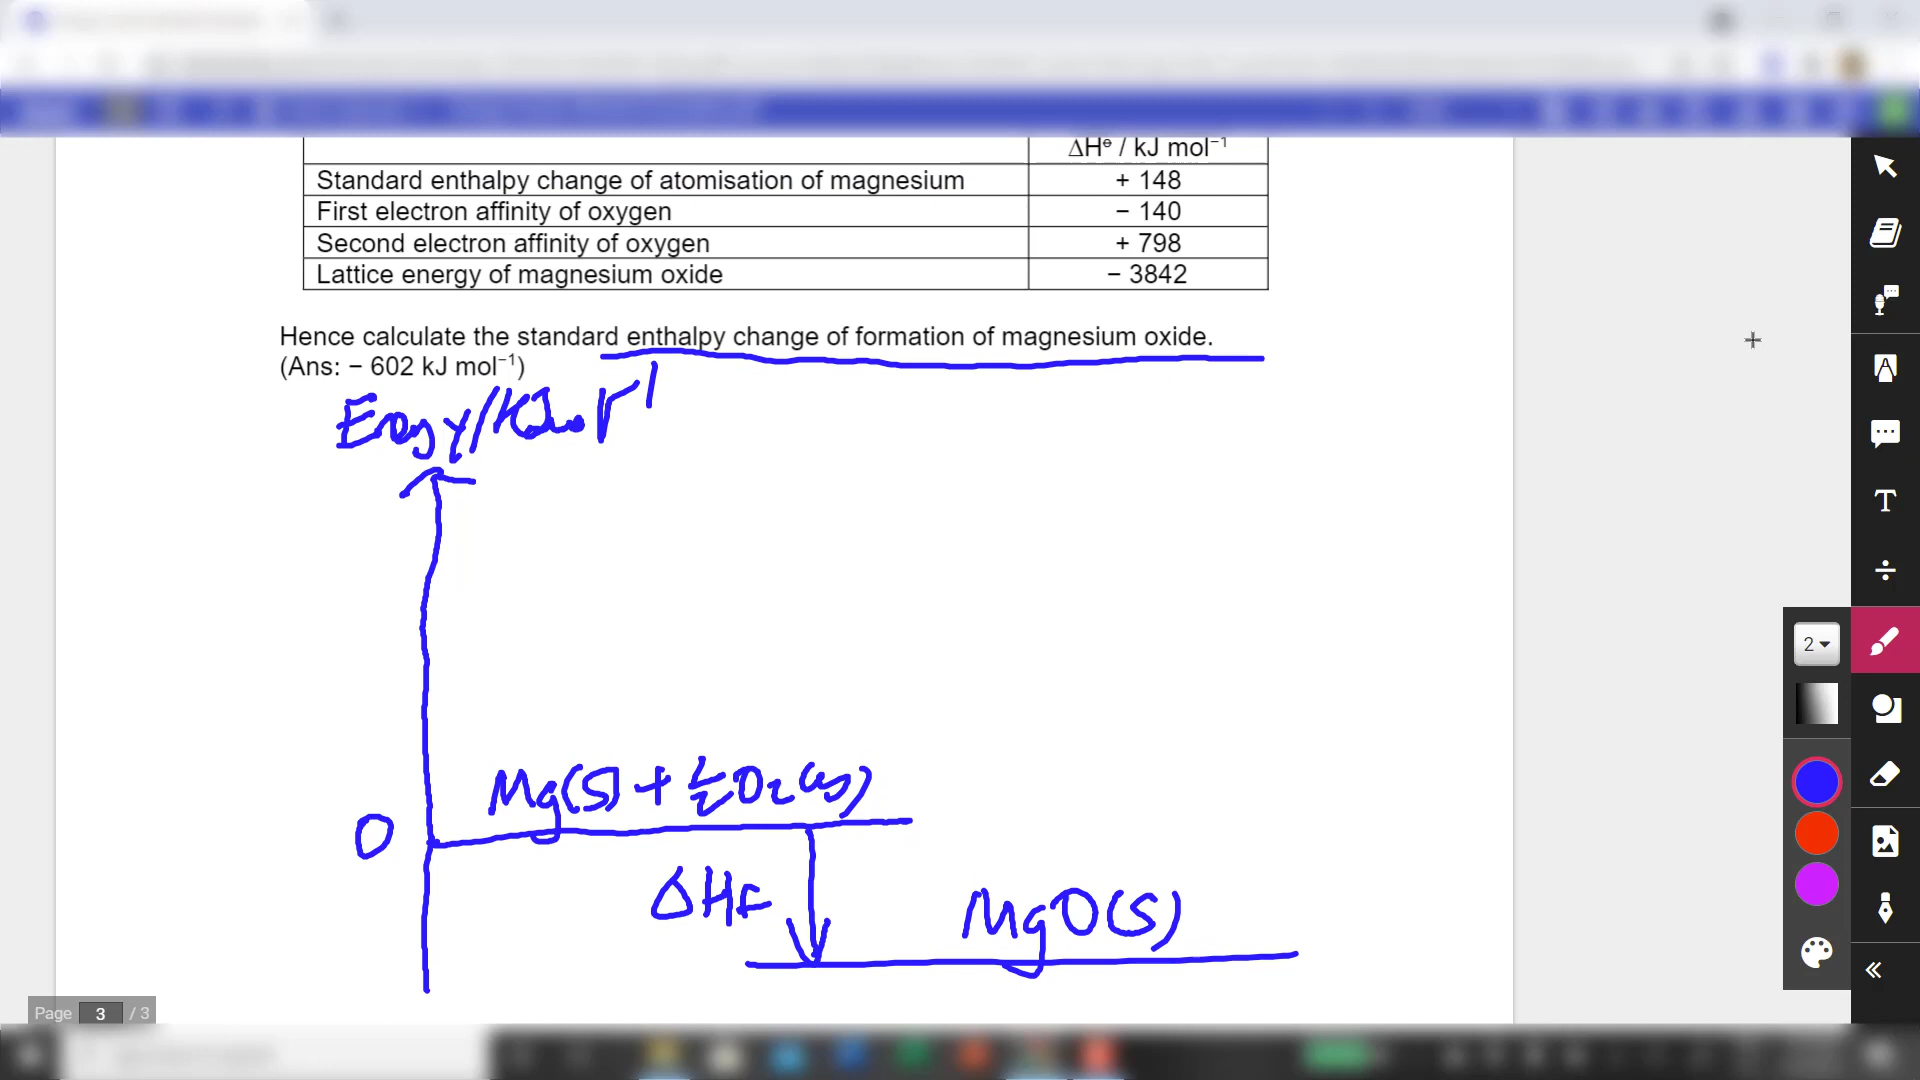 ΔH⊖ / kJ mol⁻¹
Standard enthalpy change of atomisation of magnesium + 148
First electron affinity of oxygen − 140
Second electron affinity of oxygen + 798
Lattice energy of magnesium oxide − 3842
Hence calculate the standard enthalpy change of formation of magnesium oxide.
(Ans: − 602 kJ mol⁻¹)
Energy/kJmol⁻¹
Mg(s) + ½O₂(g)
0
ΔHf
MgO(s)
2
T
Page 3 / 3